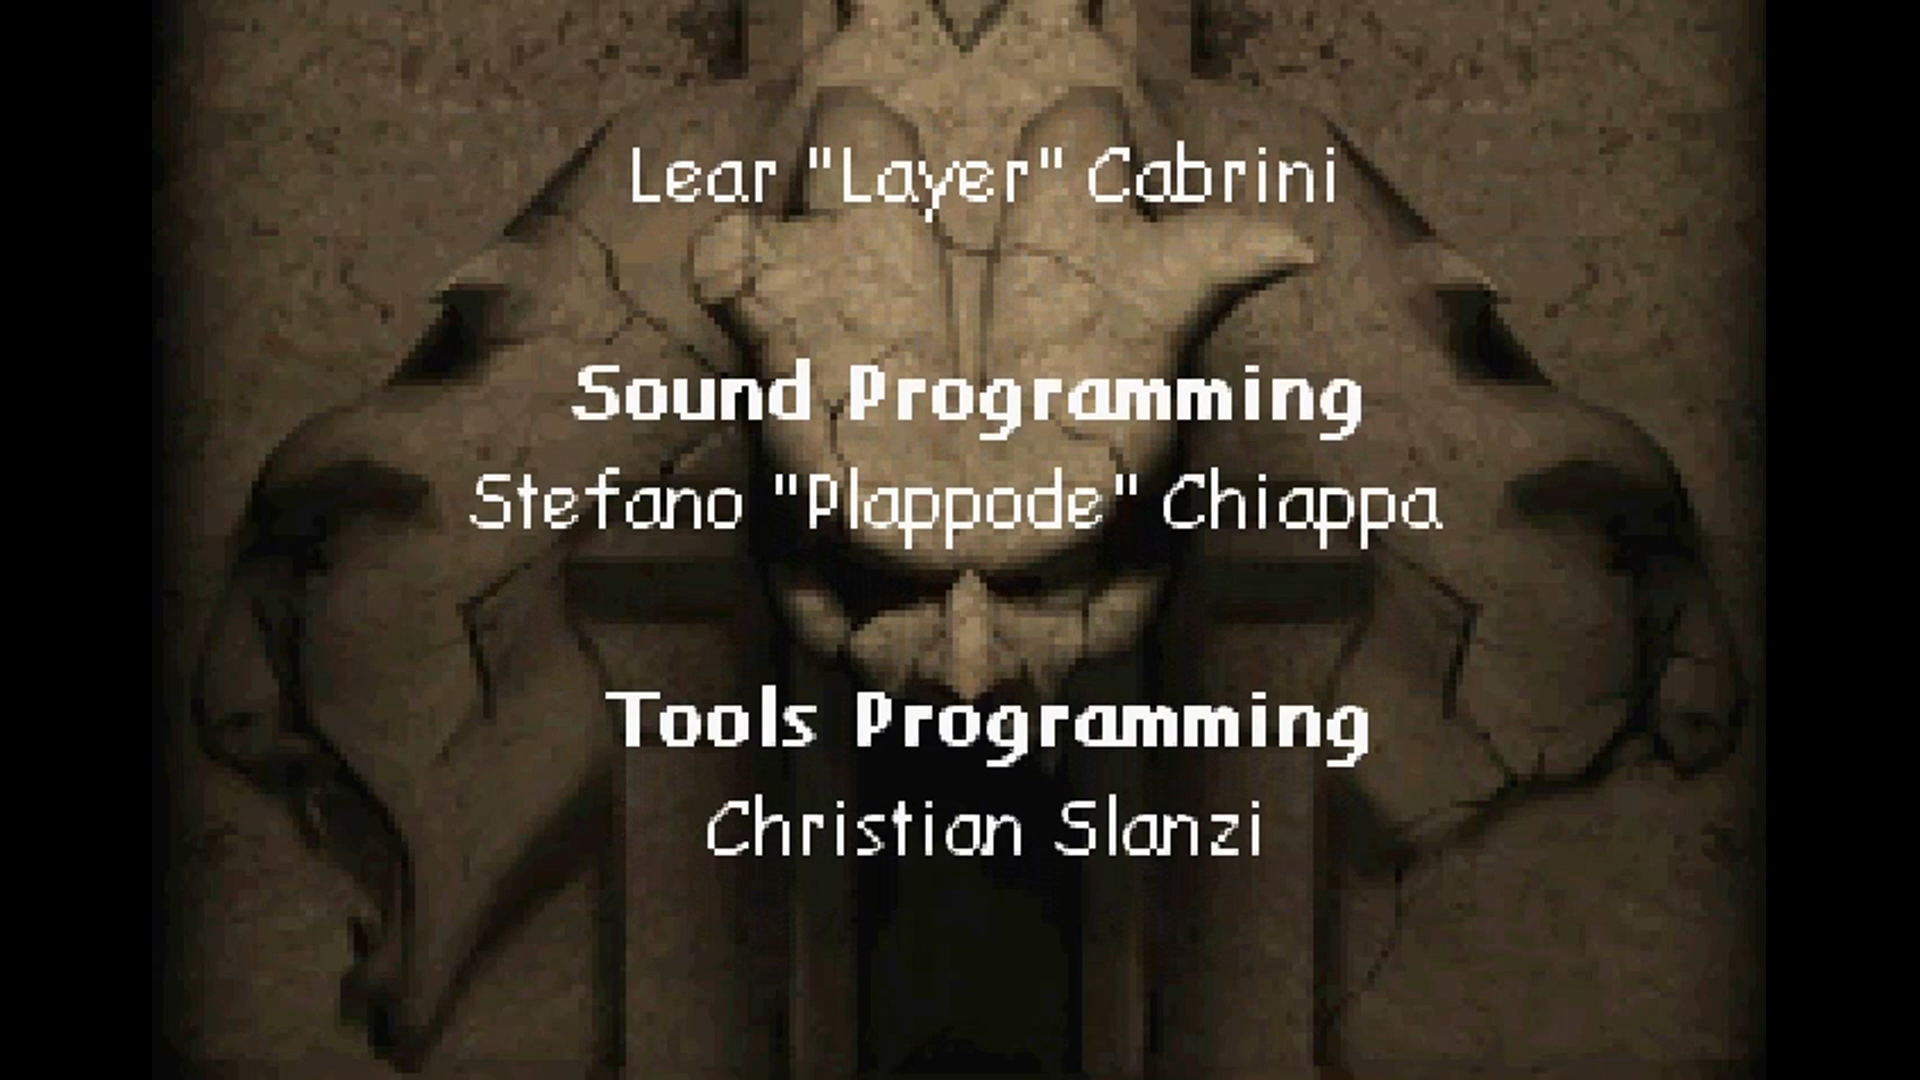 Lear "Layer" Cabrini
Sound Programming
Stefano "Plappode" Chiappa
Tools Programming
Christian Slanzi